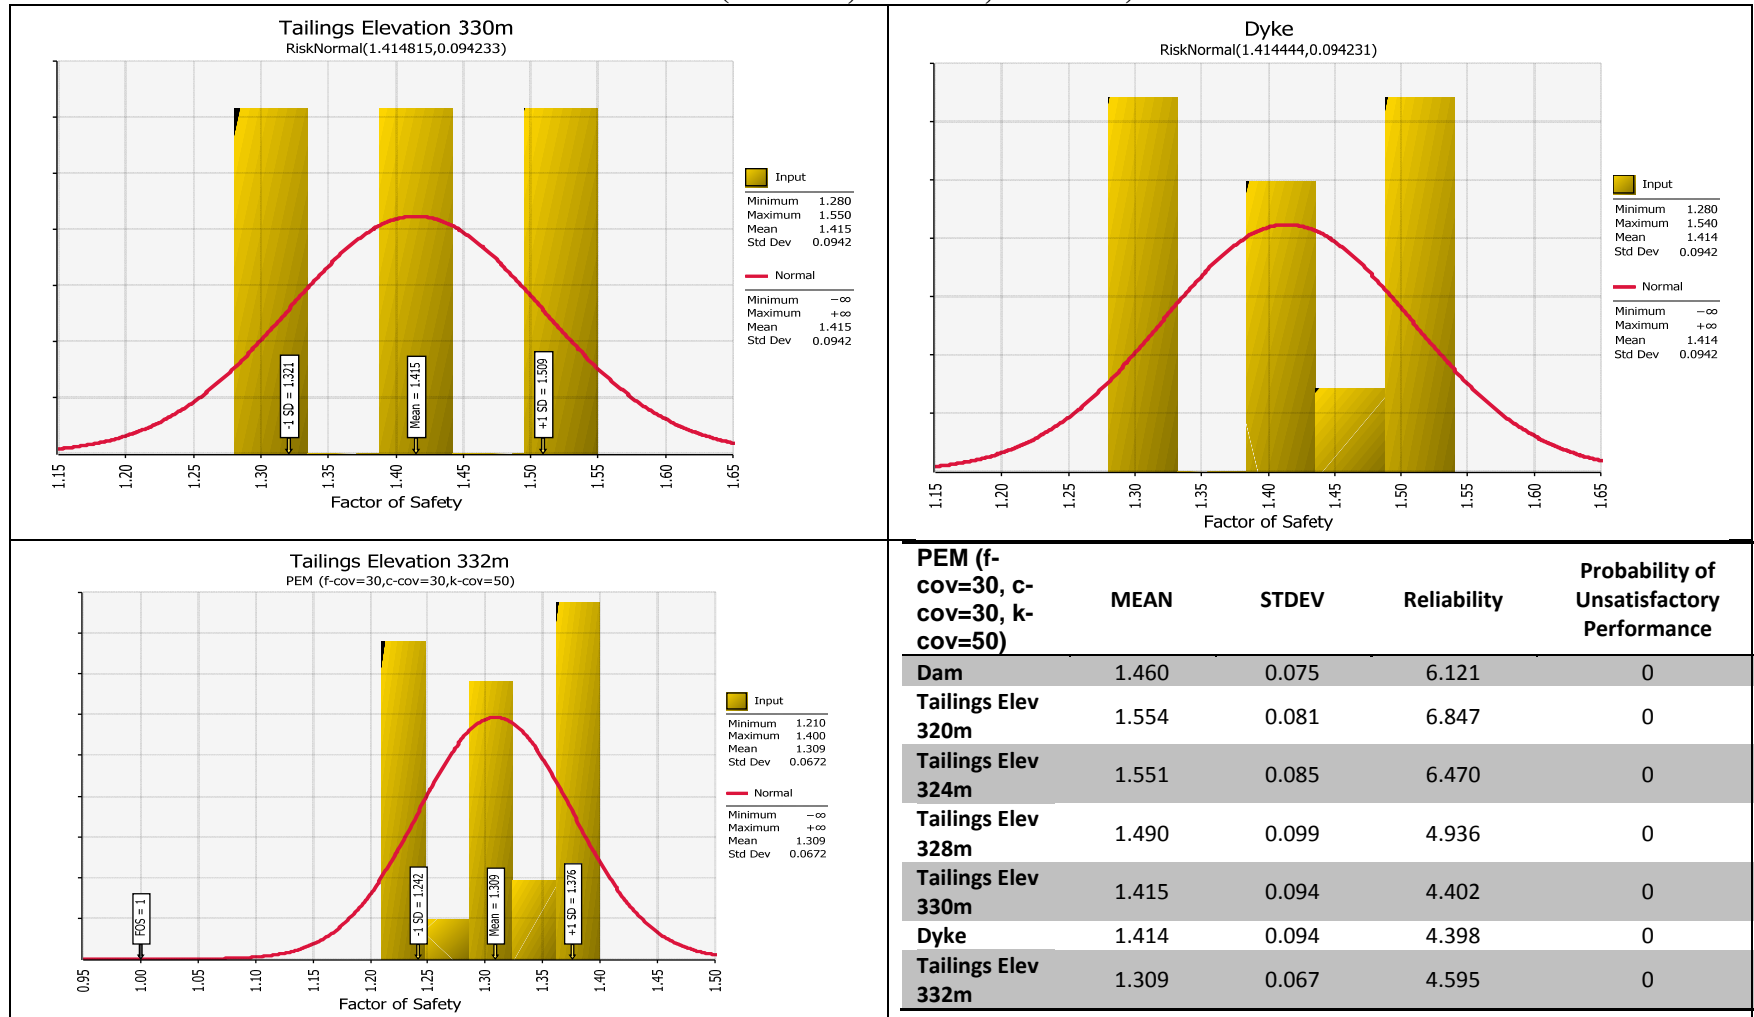 Tailings Elevation 330m
RiskNormal(1.414815,0.094233)
-1 SD = 1.321
Mean = 1.415
+1 SD = 1.509
1.15
1.20
1.25
1.30
1.35
1.40
1.45
1.50
1.55
1.60
1.65
Factor of Safety
Input
Minimum 1.280
Maximum 1.550
Mean 1.415
Std Dev 0.0942
Normal
Minimum −∞
Maximum +∞
Mean 1.415
Std Dev 0.0942
Dyke
RiskNormal(1.414444,0.094231)
1.15
1.20
1.25
1.30
1.35
1.40
1.45
1.50
1.55
1.60
1.65
Factor of Safety
Input
Minimum 1.280
Maximum 1.540
Mean 1.414
Std Dev 0.0942
Normal
Minimum −∞
Maximum +∞
Mean 1.414
Std Dev 0.0942
Tailings Elevation 332m
PEM (f-cov=30,c-cov=30,k-cov=50)
FOS = 1
-1 SD = 1.242
Mean = 1.309
+1 SD = 1.376
0.95
1.00
1.05
1.10
1.15
1.20
1.25
1.30
1.35
1.40
1.45
1.50
Factor of Safety
Input
Minimum 1.210
Maximum 1.400
Mean 1.309
Std Dev 0.0672
Normal
Minimum −∞
Maximum +∞
Mean 1.309
Std Dev 0.0672
PEM (f-
cov=30, c-
cov=30, k-
cov=50)
MEAN STDEV Reliability
Probability of
Unsatisfactory
Performance
Dam 1.460 0.075 6.121 0
Tailings Elev
320m
1.554 0.081 6.847 0
Tailings Elev
324m
1.551 0.085 6.470 0
Tailings Elev
328m
1.490 0.099 4.936 0
Tailings Elev
330m
1.415 0.094 4.402 0
Dyke 1.414 0.094 4.398 0
Tailings Elev
332m
1.309 0.067 4.595 0